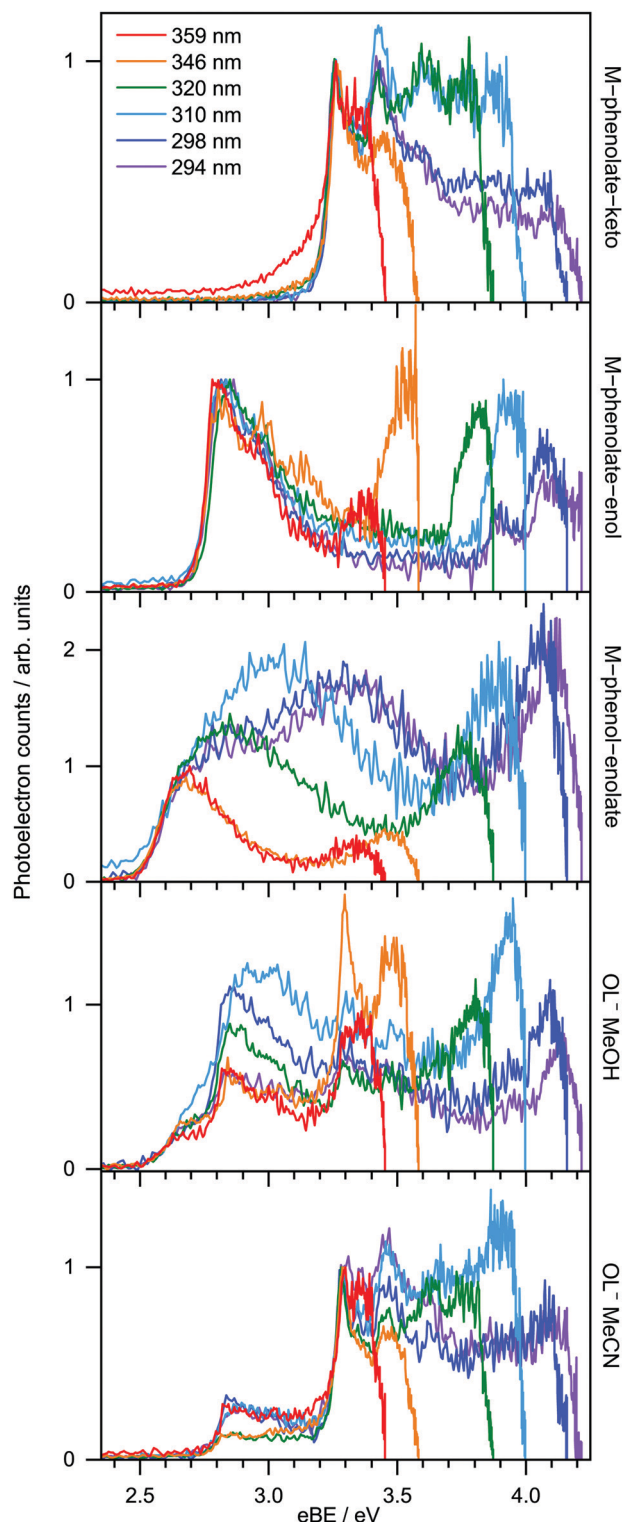 359 nm
346 nm
320 nm
310 nm
298 nm
294 nm
1
0
M-phenolate-keto
1
0
M-phenolate-enol
2
1
0
M-phenol-enolate
1
0
OL⁻ MeOH
1
0
OL⁻ MeCN
Photoelectron counts / arb. units
2.5 3.0 3.5 4.0
eBE / eV